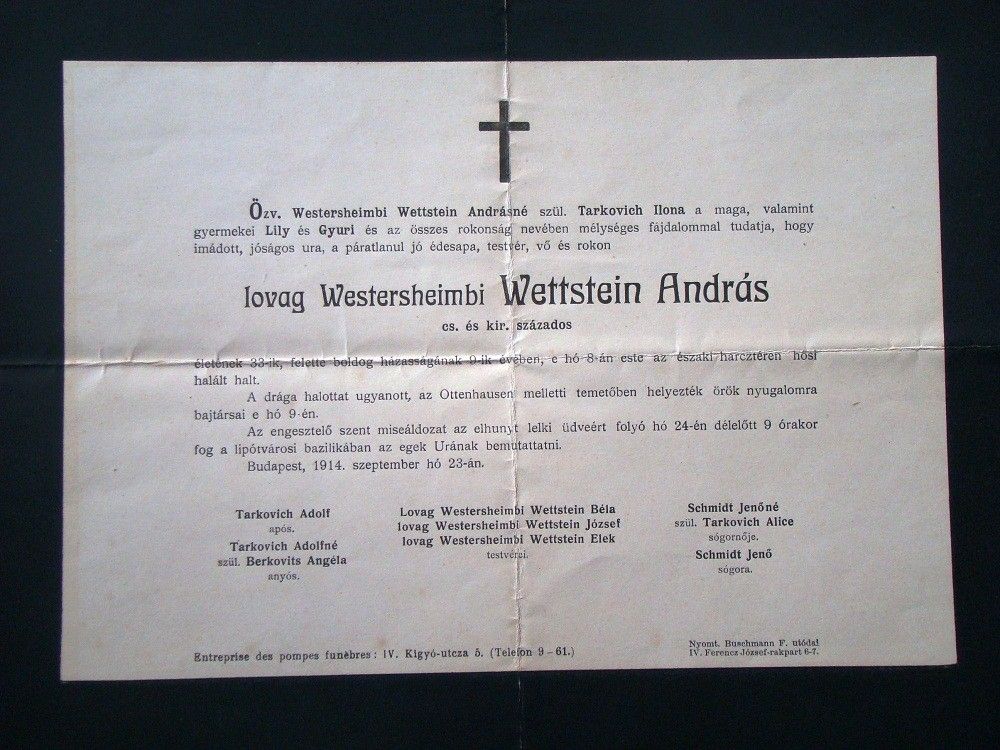 Özv. Westersheimbi Wettstein Andrásné szül. Tarkovich Ilona a maga, valamint
gyermekei Lily és Gyuri és az összes rokonság nevében mélységes fájdalommal tudatja, hogy
imádott, jóságos ura, a páratlanul jó édesapa, testvér, vő és rokon
lovag Westersheimbi Wettstein András
cs. és kir. százados
életének 33-ik, felette boldog házasságának 9-ik évében, e hó 8-án este az északi harcztéren hősi
halált halt.
A drága halottat ugyanott, az Ottenhausen melletti temetőben helyezték örök nyugalomra
bajtársai e hó 9-én.
Az engesztelő szent miseáldozat az elhunyt lelki üdveért folyó hó 24-én délelőtt 9 órakor
fog a lipótvárosi bazilikában az egek Urának bemutattatni.
Budapest, 1914. szeptember hó 23-án.
Tarkovich Adolf
após.
Tarkovich Adolfné
szül. Berkovits Angéla
anyós.
Lovag Westersheimbi Wettstein Béla
lovag Westersheimbi Wettstein József
lovag Westersheimbi Wettstein Elek
testvérei.
Schmidt Jenőné
szül. Tarkovich Alice
sógornője.
Schmidt Jenő
sógora.
Entreprise des pompes funèbres: IV. Kigyó-utcza 5. (Telefon 9–61.)
Nyomt. Buschmann F. utódai
IV. Ferencz József-rakpart 6-7.